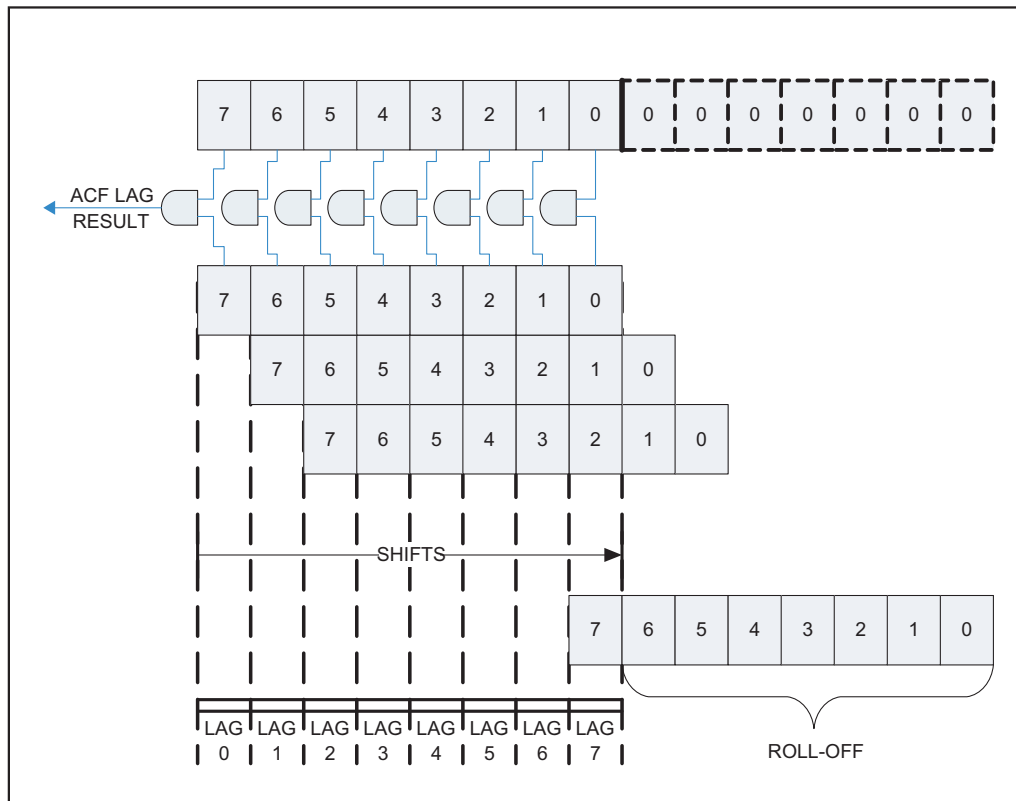 7 6 5 4 3 2 1 0 0 0 0 0 0 0 0
ACF LAG
RESULT
7 6 5 4 3 2 1 0
7 6 5 4 3 2 1 0
7 6 5 4 3 2 1 0
SHIFTS
7 6 5 4 3 2 1 0
LAG LAG LAG LAG LAG LAG LAG LAG
0 1 2 3 4 5 6 7
ROLL-OFF